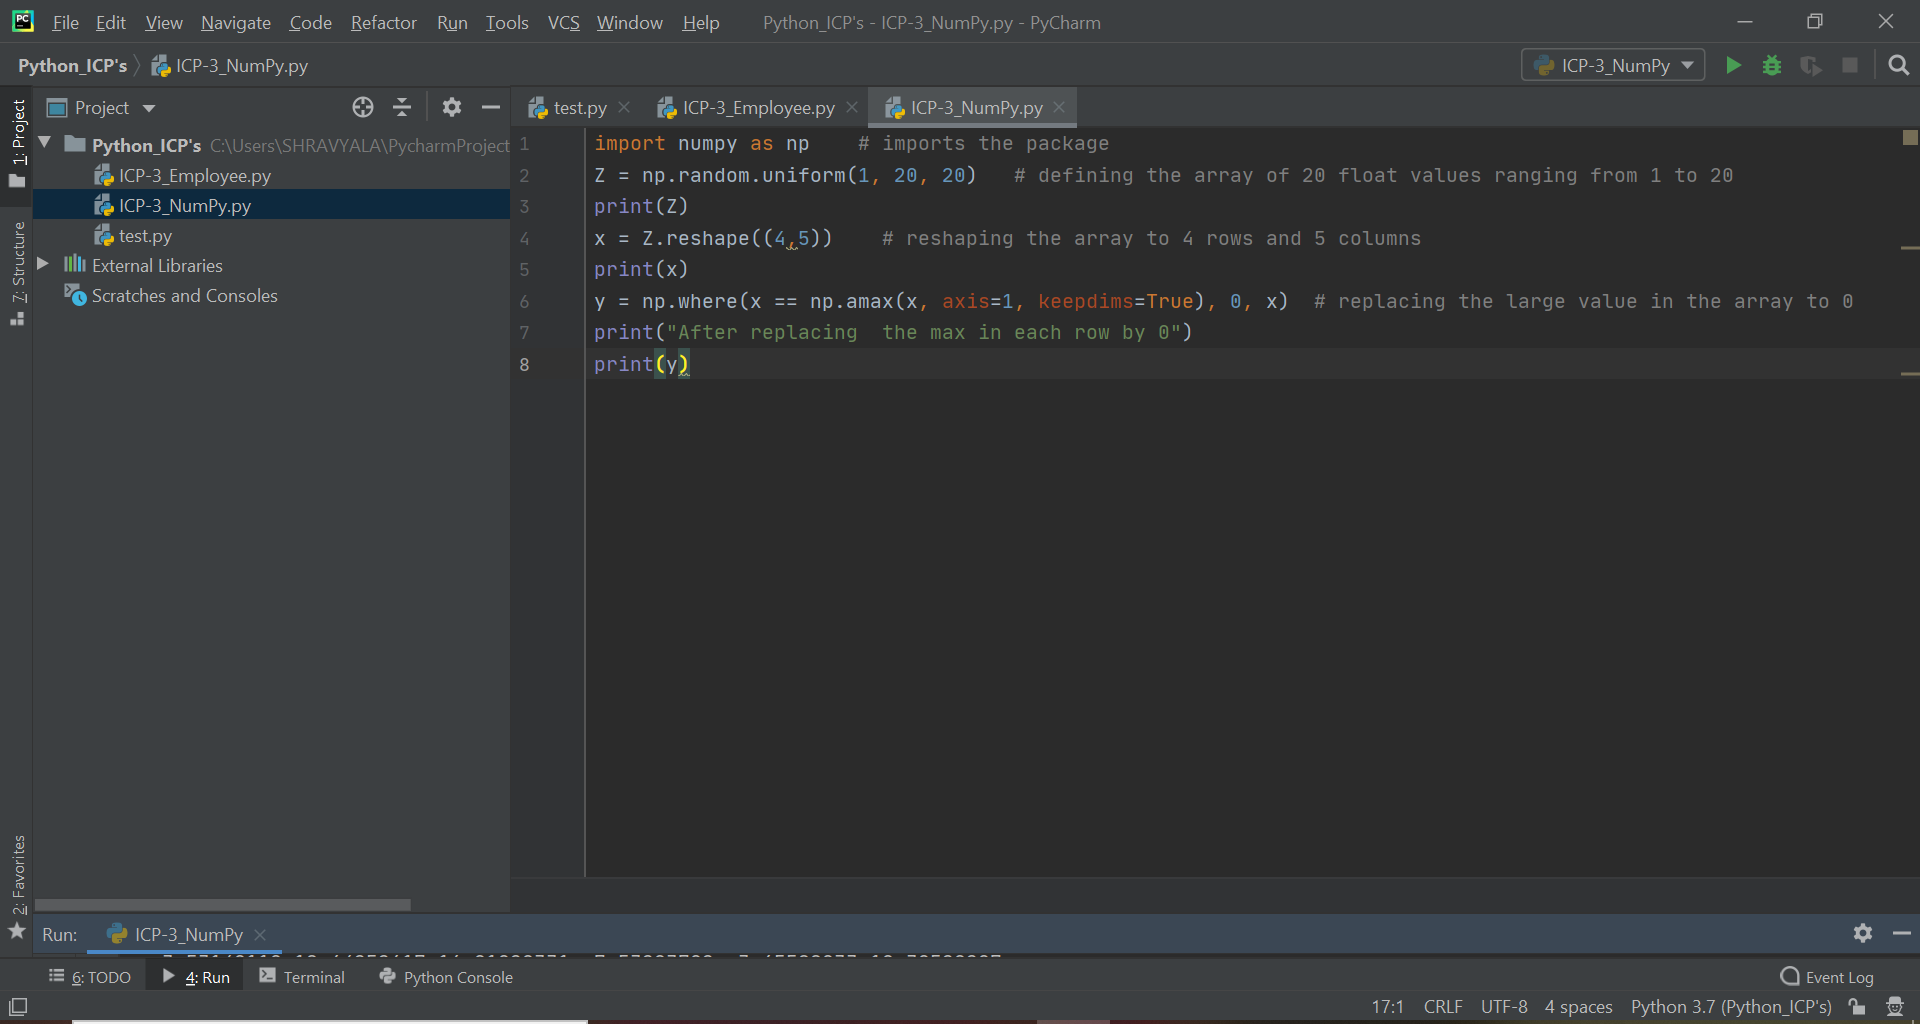 PC File Edit View Navigate Code Refactor Run Tools VCS Window Help Python_ICP's - ICP-3_NumPy.py - PyCharm
Python_ICP's ICP-3_NumPy.py ICP-3_NumPy
1: Project
7: Structure
2: Favorites
Project
Python_ICP's C:\Users\SHRAVYALA\PycharmProject
ICP-3_Employee.py
ICP-3_NumPy.py
test.py
External Libraries
Scratches and Consoles
test.py ICP-3_Employee.py ICP-3_NumPy.py
1 import numpy as np    # imports the package
2 Z = np.random.uniform(1, 20, 20)   # defining the array of 20 float values ranging from 1 to 20
3 print(Z)
4 x = Z.reshape((4,5))    # reshaping the array to 4 rows and 5 columns
5 print(x)
6 y = np.where(x == np.amax(x, axis=1, keepdims=True), 0, x)  # replacing the large value in the array to 0
7 print("After replacing  the max in each row by 0")
8 print(y)
Run: ICP-3_NumPy
6: TODO 4: Run Terminal Python Console Event Log
17:1 CRLF UTF-8 4 spaces Python 3.7 (Python_ICP's)